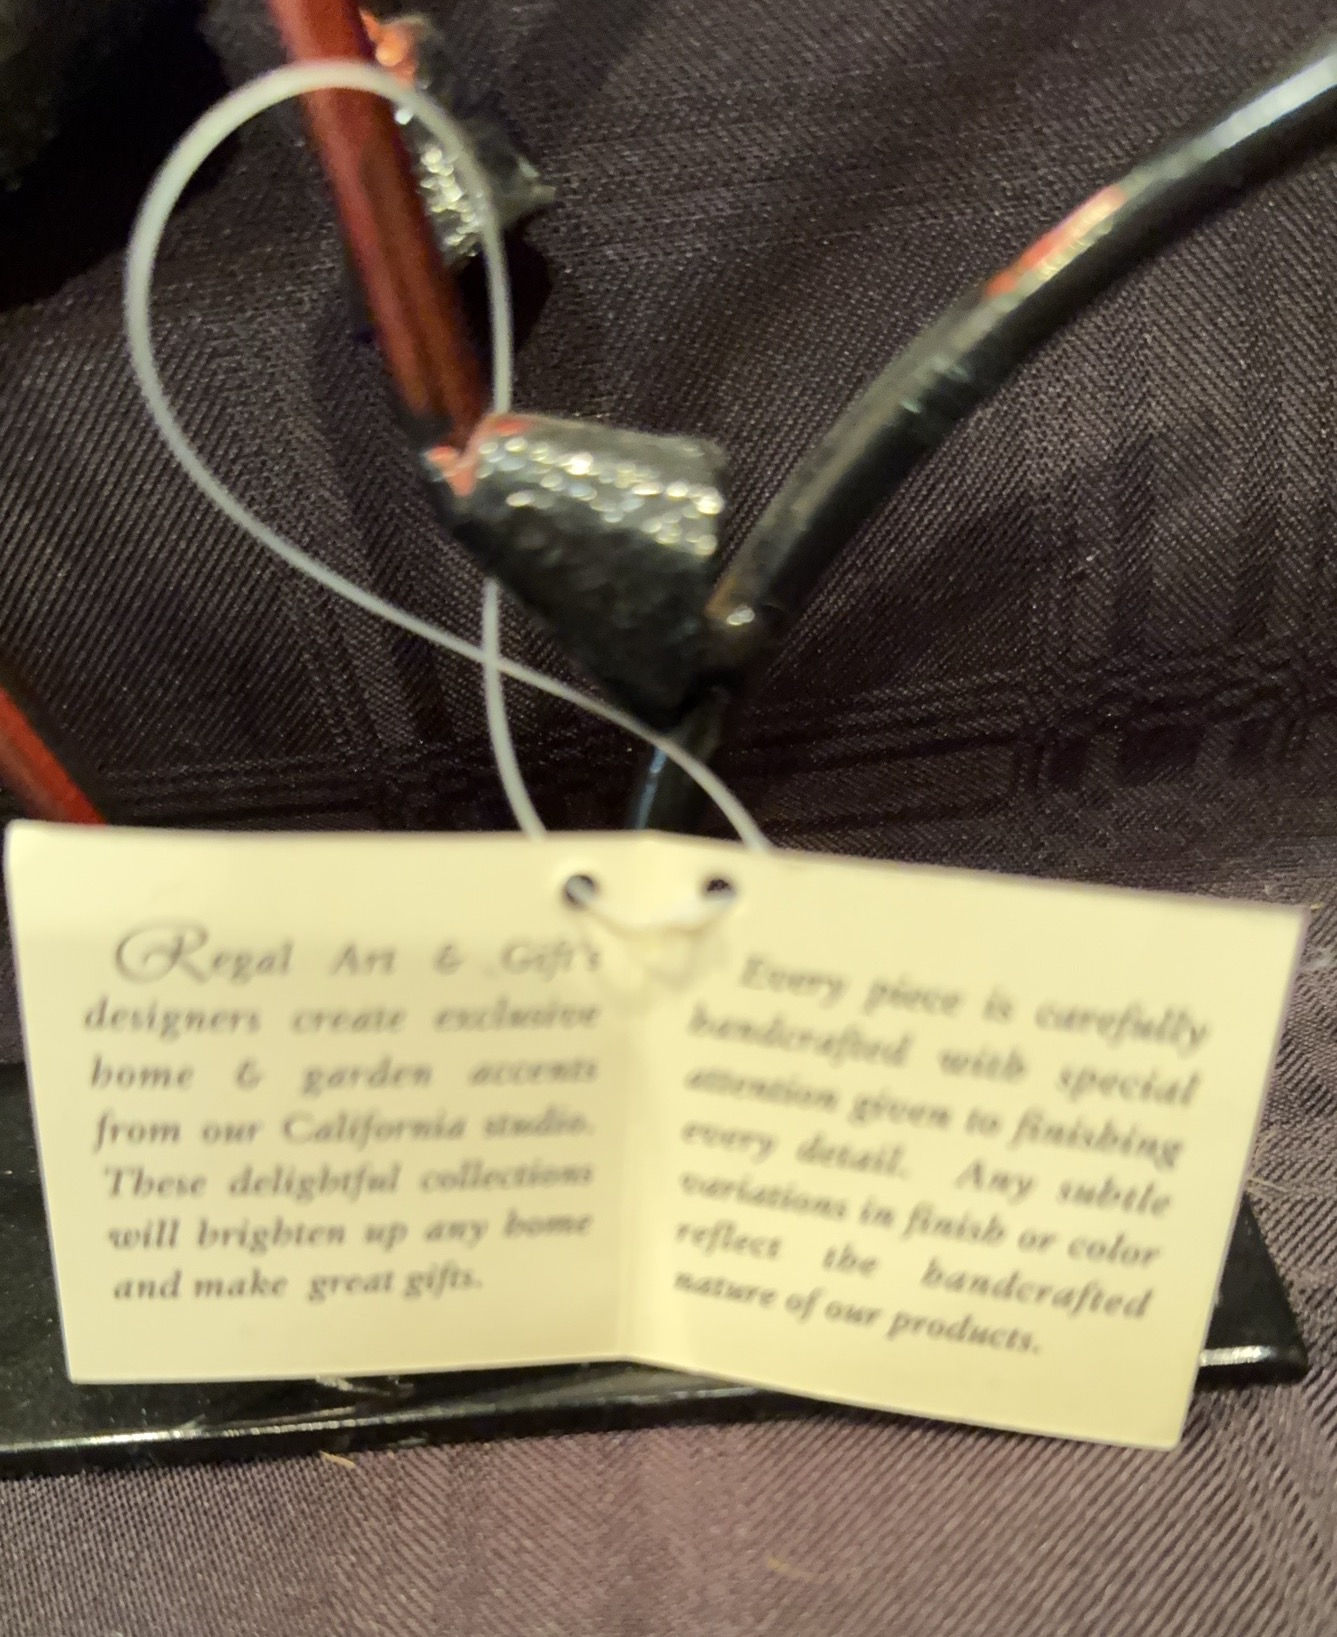 Regal Art & Gift's
designers create exclusive
home & garden accents
from our California studio.
These delightful collections
will brighten up any home
and make great gifts.
Every piece is carefully
handcrafted with special
attention given to finishing
every detail. Any subtle
variations in finish or color
reflect the handcrafted
nature of our products.